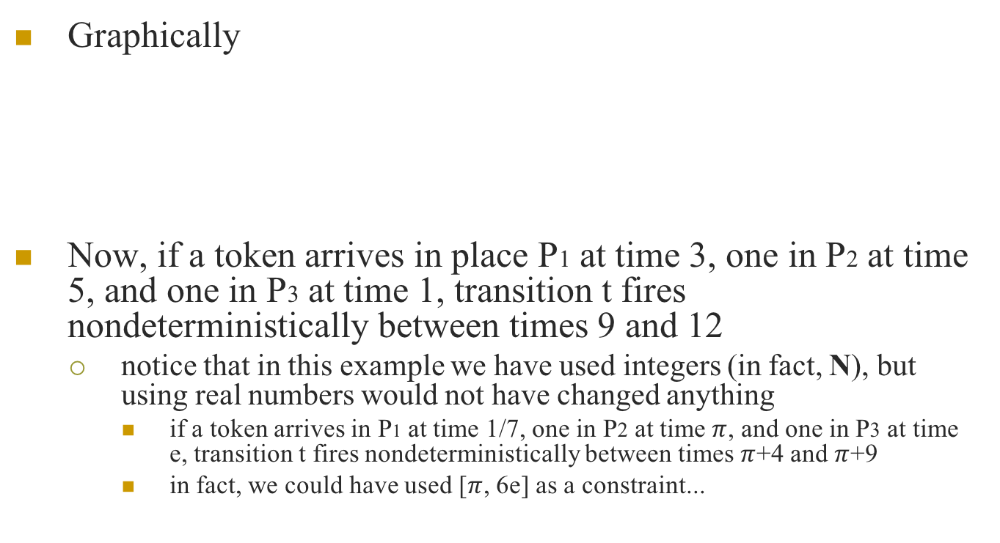 Graphically
Now, if a token arrives in place P1 at time 3, one in P2 at time
5, and one in P3 at time 1, transition t fires
nondeterministically between times 9 and 12
notice that in this example we have used integers (in fact, N), but
using real numbers would not have changed anything
if a token arrives in P1 at time 1/7, one in P2 at time π, and one in P3 at time
e, transition t fires nondeterministically between times π+4 and π+9
in fact, we could have used [π, 6e] as a constraint...